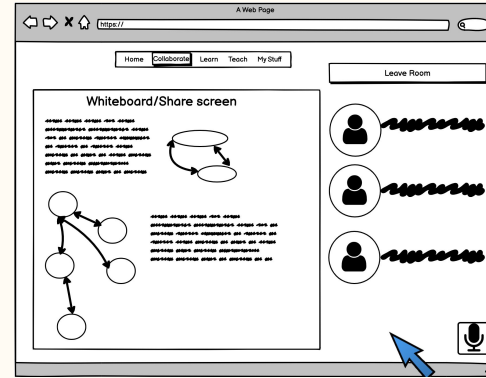 A Web Page
https://
Home Collaborate Learn Teach My Stuff
Leave Room
Whiteboard/Share screen